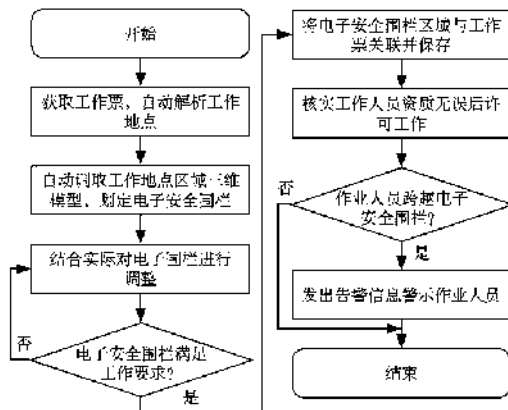 开始
获取工作票、自动解析工作
地点
自动调取工作地点区域三维
模型、划定电子安全围栏
结合实际对电子围栏进行
调整
否
电子安全围栏满足
工作要求?
是
将电子安全围栏区域与工作
票关联并保存
核实工作人员资质无误后许
可工作
否
作业人员跨越电子
安全围栏?
是
发出告警信息警示作业人员
结束